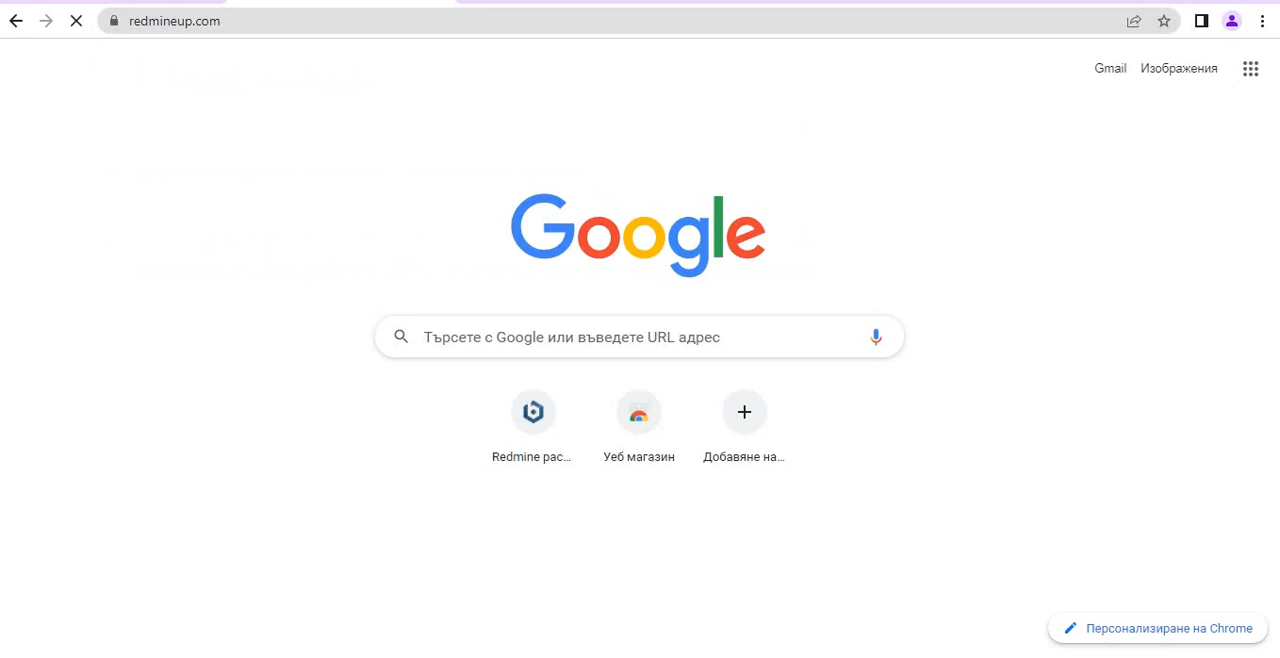 redmineup.com
Gmail Изображения
Google
Търсете с Google или въведете URL адрес
Redmine рас... Уеб магазин Добавяне на...
Персонализиране на Chrome